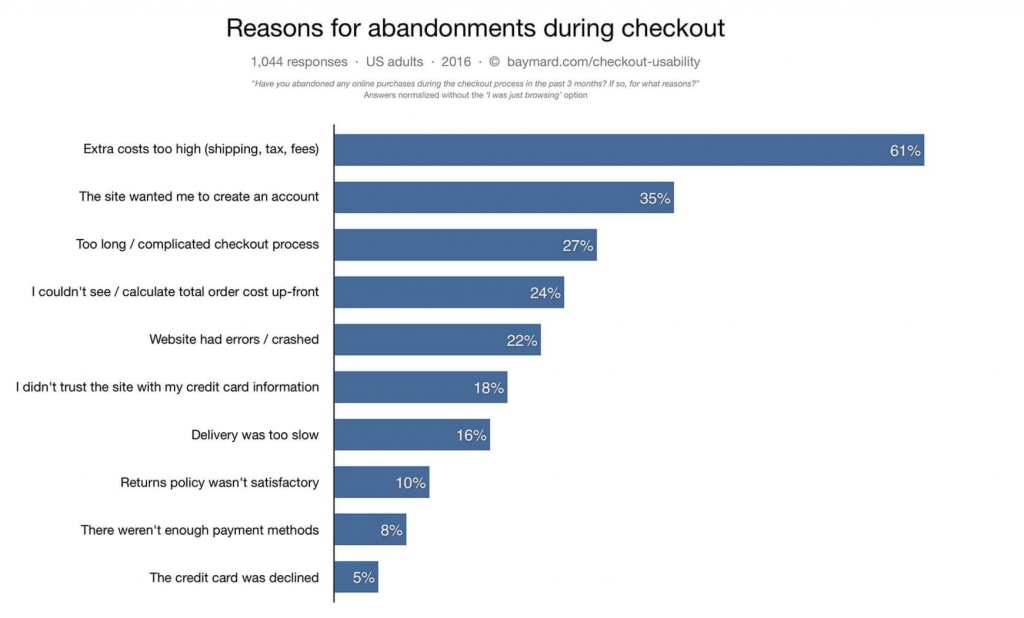 Reasons for abandonments during checkout
1,044 responses · US adults · 2016 · © baymard.com/checkout-usability
"Have you abandoned any online purchases during the checkout process in the past 3 months? If so, for what reasons?"
Answers normalized without the 'I was just browsing' option
Extra costs too high (shipping, tax, fees) 61%
The site wanted me to create an account 35%
Too long / complicated checkout process 27%
I couldn't see / calculate total order cost up-front 24%
Website had errors / crashed 22%
I didn't trust the site with my credit card information 18%
Delivery was too slow 16%
Returns policy wasn't satisfactory 10%
There weren't enough payment methods 8%
The credit card was declined 5%